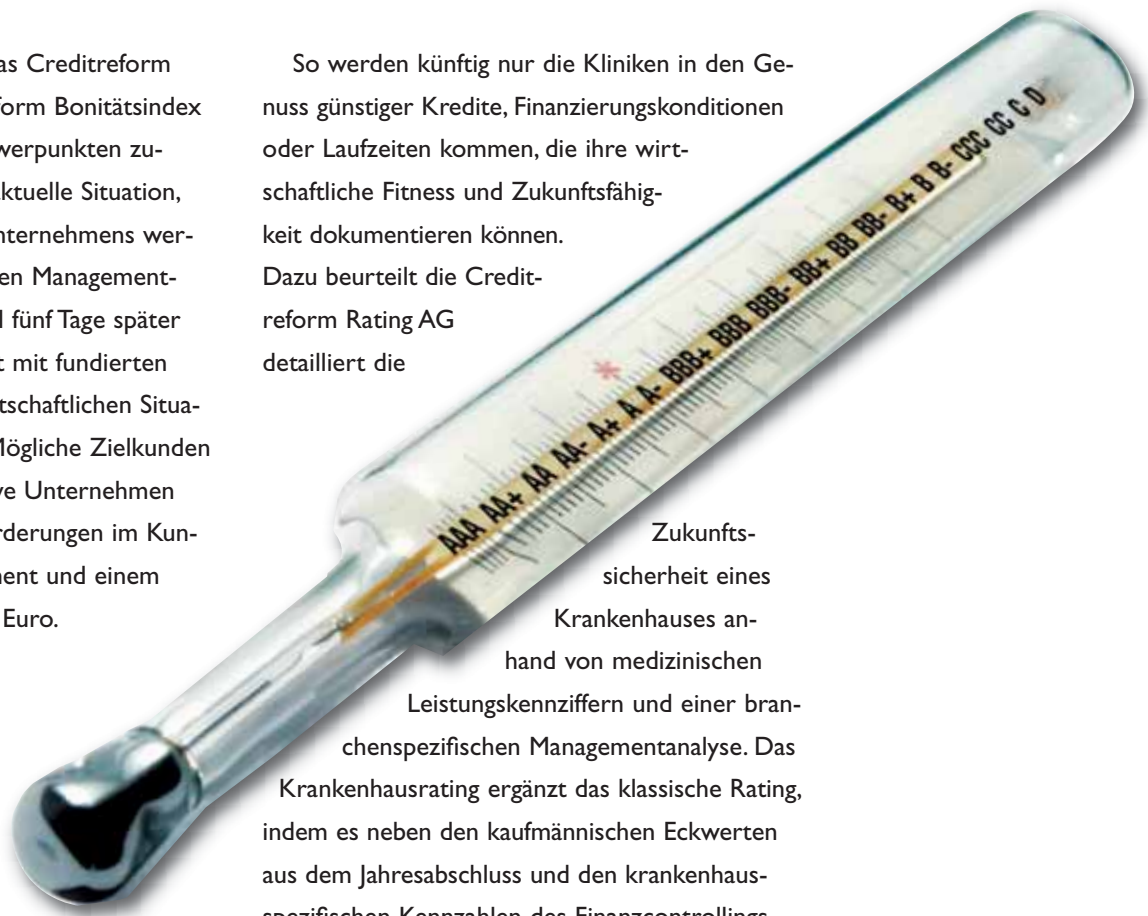 as Creditreform
form Bonitätsindex
werpunkten zu-
ktuelle Situation,
nternehmens wer-
en Management-
l fünf Tage später
t mit fundierten
tschaftlichen Situa-
Mögliche Zielkunden
ve Unternehmen
rderungen im Kun-
nent und einem
Euro.
So werden künftig nur die Kliniken in den Ge-
nuss günstiger Kredite, Finanzierungskonditionen
oder Laufzeiten kommen, die ihre wirt-
schaftliche Fitness und Zukunftsfähig-
keit dokumentieren können.
Dazu beurteilt die Credit-
reform Rating AG
detailliert die
Zukunfts-
sicherheit eines
Krankenhauses an-
hand von medizinischen
Leistungskennziffern und einer bran-
chenspezifischen Managementanalyse. Das
Krankenhausrating ergänzt das klassische Rating,
indem es neben den kaufmännischen Eckwerten
aus dem Jahresabschluss und den krankenhaus-
spezifischen Kennzahlen des Finanzcontrollings
AAA AA+ AA AA- A+ A A- BBB+ BBB BBB- BB+ BB BB- B+ B B- CCC CC C D